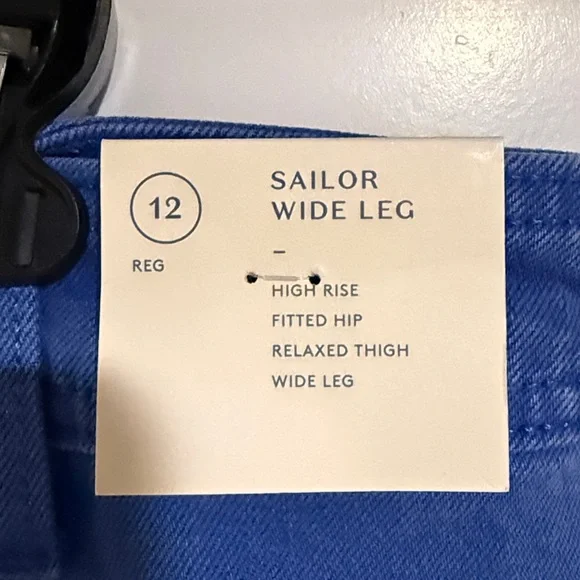 12
REG
SAILOR
WIDE LEG
–
HIGH RISE
FITTED HIP
RELAXED THIGH
WIDE LEG